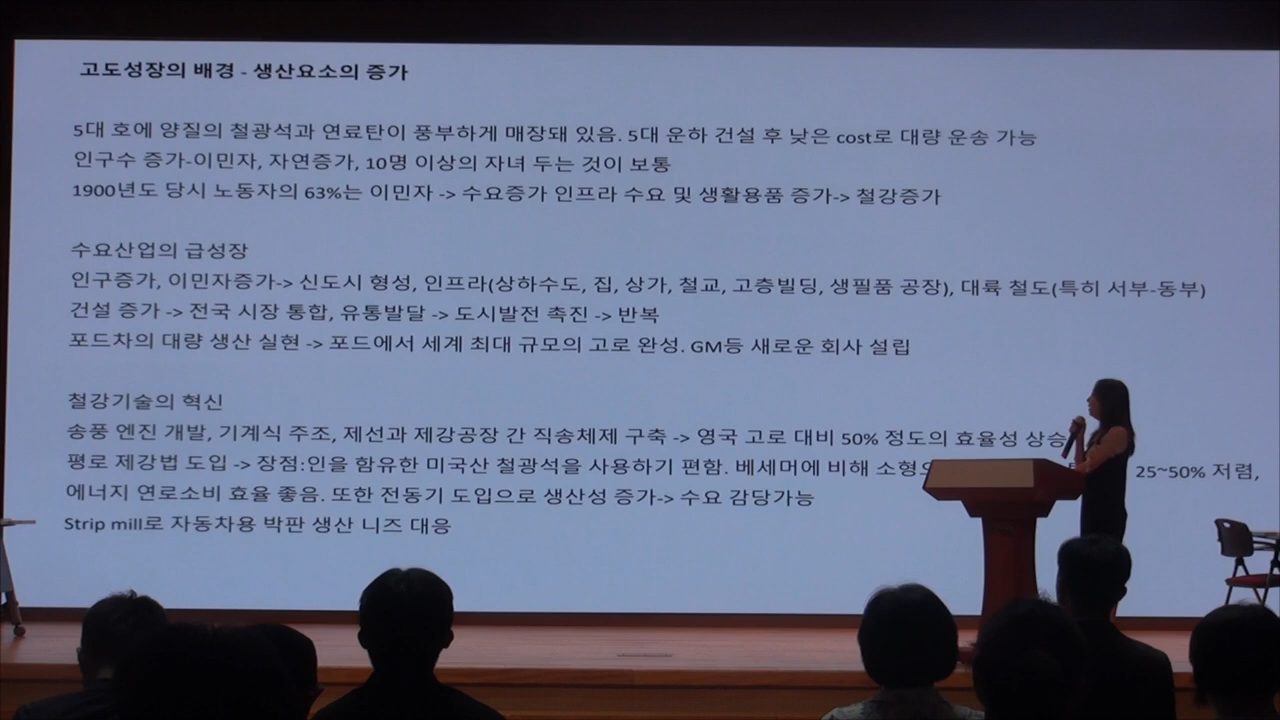 고도성장의 배경 - 생산요소의 증가
5대 호에 양질의 철광석과 연료탄이 풍부하게 매장돼 있음. 5대 운하 건설 후 낮은 cost로 대량 운송 가능
인구수 증가-이민자, 자연증가, 10명 이상의 자녀 두는 것이 보통
1900년도 당시 노동자의 63%는 이민자 -> 수요증가 인프라 수요 및 생활용품 증가-> 철강증가
수요산업의 급성장
인구증가, 이민자증가-> 신도시 형성, 인프라(상하수도, 집, 상가, 철교, 고층빌딩, 생필품 공장), 대륙 철도(특히 서부-동부)
건설 증가 -> 전국 시장 통합, 유통발달 -> 도시발전 촉진 -> 반복
포드차의 대량 생산 실현 -> 포드에서 세계 최대 규모의 고로 완성. GM등 새로운 회사 설립
철강기술의 혁신
송풍 엔진 개발, 기계식 주조, 제선과 제강공장 간 직송체제 구축 -> 영국 고로 대비 50% 정도의 효율성 상승
평로 제강법 도입 -> 장점:인을 함유한 미국산 철광석을 사용하기 편함. 베세머에 비해 25~50% 저렴,
에너지 연로소비 효율 좋음. 또한 전동기 도입으로 생산성 증가-> 수요 감당가능
Strip mill로 자동차용 박판 생산 니즈 대응